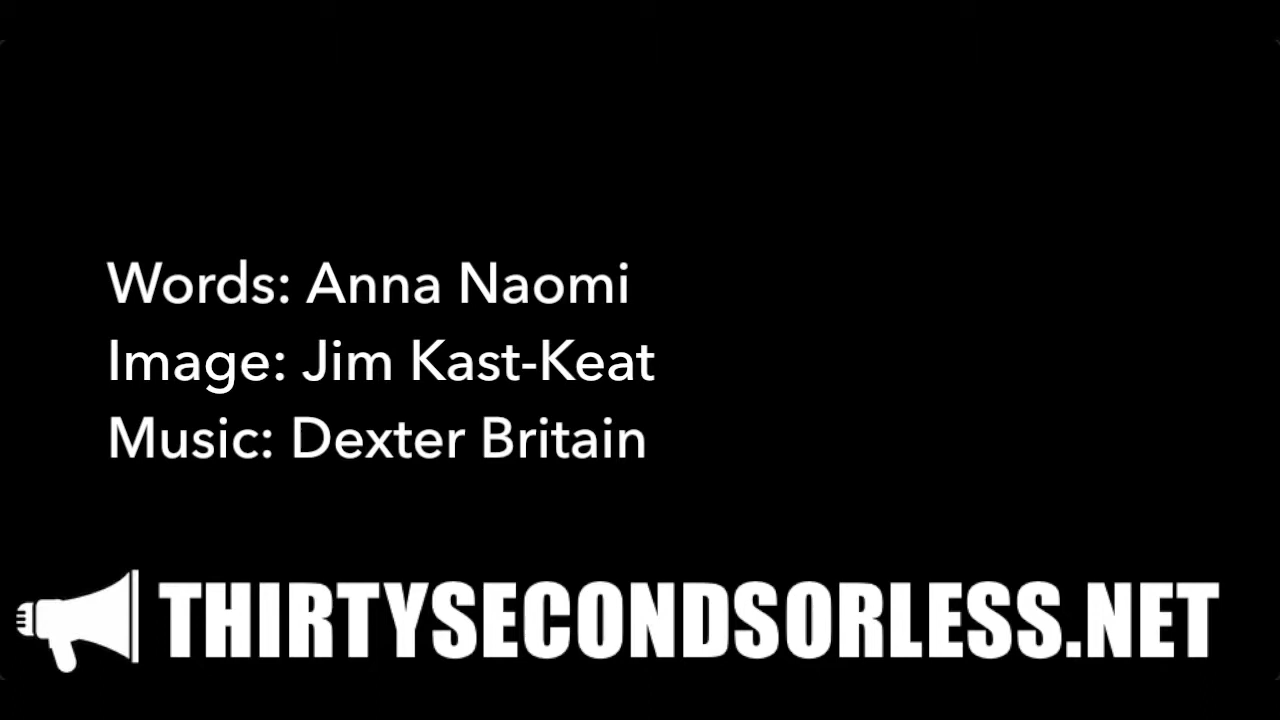 Words: Anna Naomi
Image: Jim Kast-Keat
Music: Dexter Britain
THIRTYSECONDSORLESS.NET